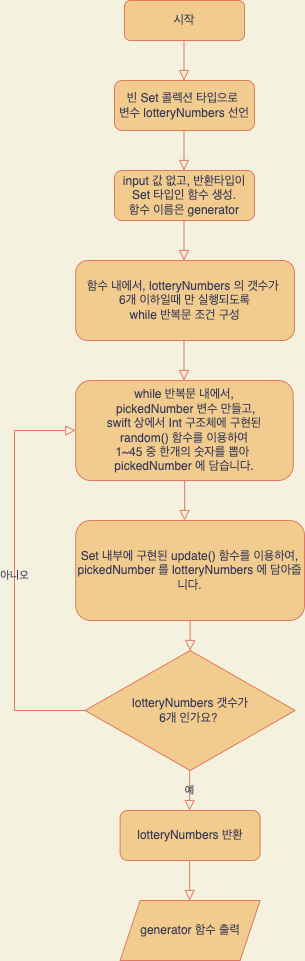 시작
빈 Set 콜렉션 타입으로
변수 lotteryNumbers 선언
input 값 없고, 반환타입이
Set 타입인 함수 생성.
함수 이름은 generator
함수 내에서, lotteryNumbers 의 갯수가
6개 이하일때 만 실행되도록
while 반복문 조건 구성
while 반복문 내에서,
pickedNumber 변수 만들고,
swift 상에서 Int 구조체에 구현된
random() 함수를 이용하여
1~45 중 한개의 숫자를 뽑아
pickedNumber 에 담습니다.
Set 내부에 구현된 update() 함수를 이용하여,
pickedNumber 를 lotteryNumbers 에 담아줍
니다.
아니오
lotteryNumbers 갯수가
6개 인가요?
예
lotteryNumbers 반환
generator 함수 출력